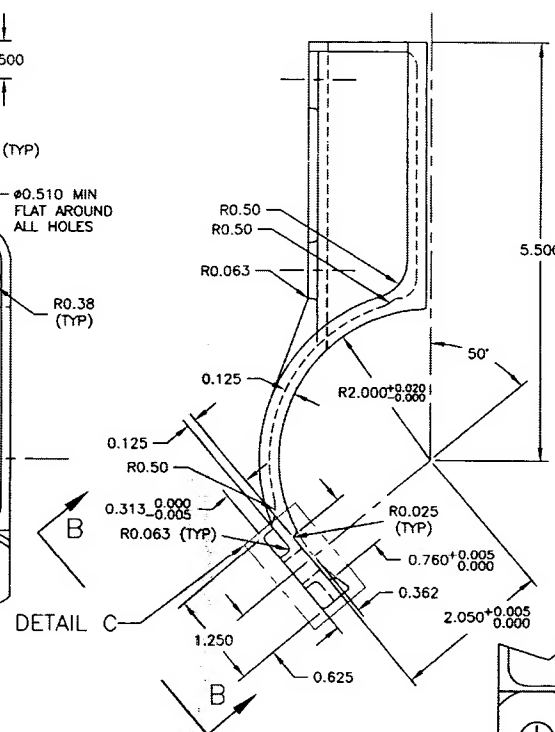 500
(TYP)
⌀0.510 MIN
FLAT AROUND
ALL HOLES
R0.38
(TYP)
R0.50
R0.50
R0.063
5.500
50°
0.125
R2.000+0.020
-0.000
0.125
R0.50
0.313 0.000
-0.005
R0.063 (TYP)
R0.025
(TYP)
0.760+0.005
0.000
0.362
2.050+0.005
0.000
B
DETAIL C
1.250
0.625
B